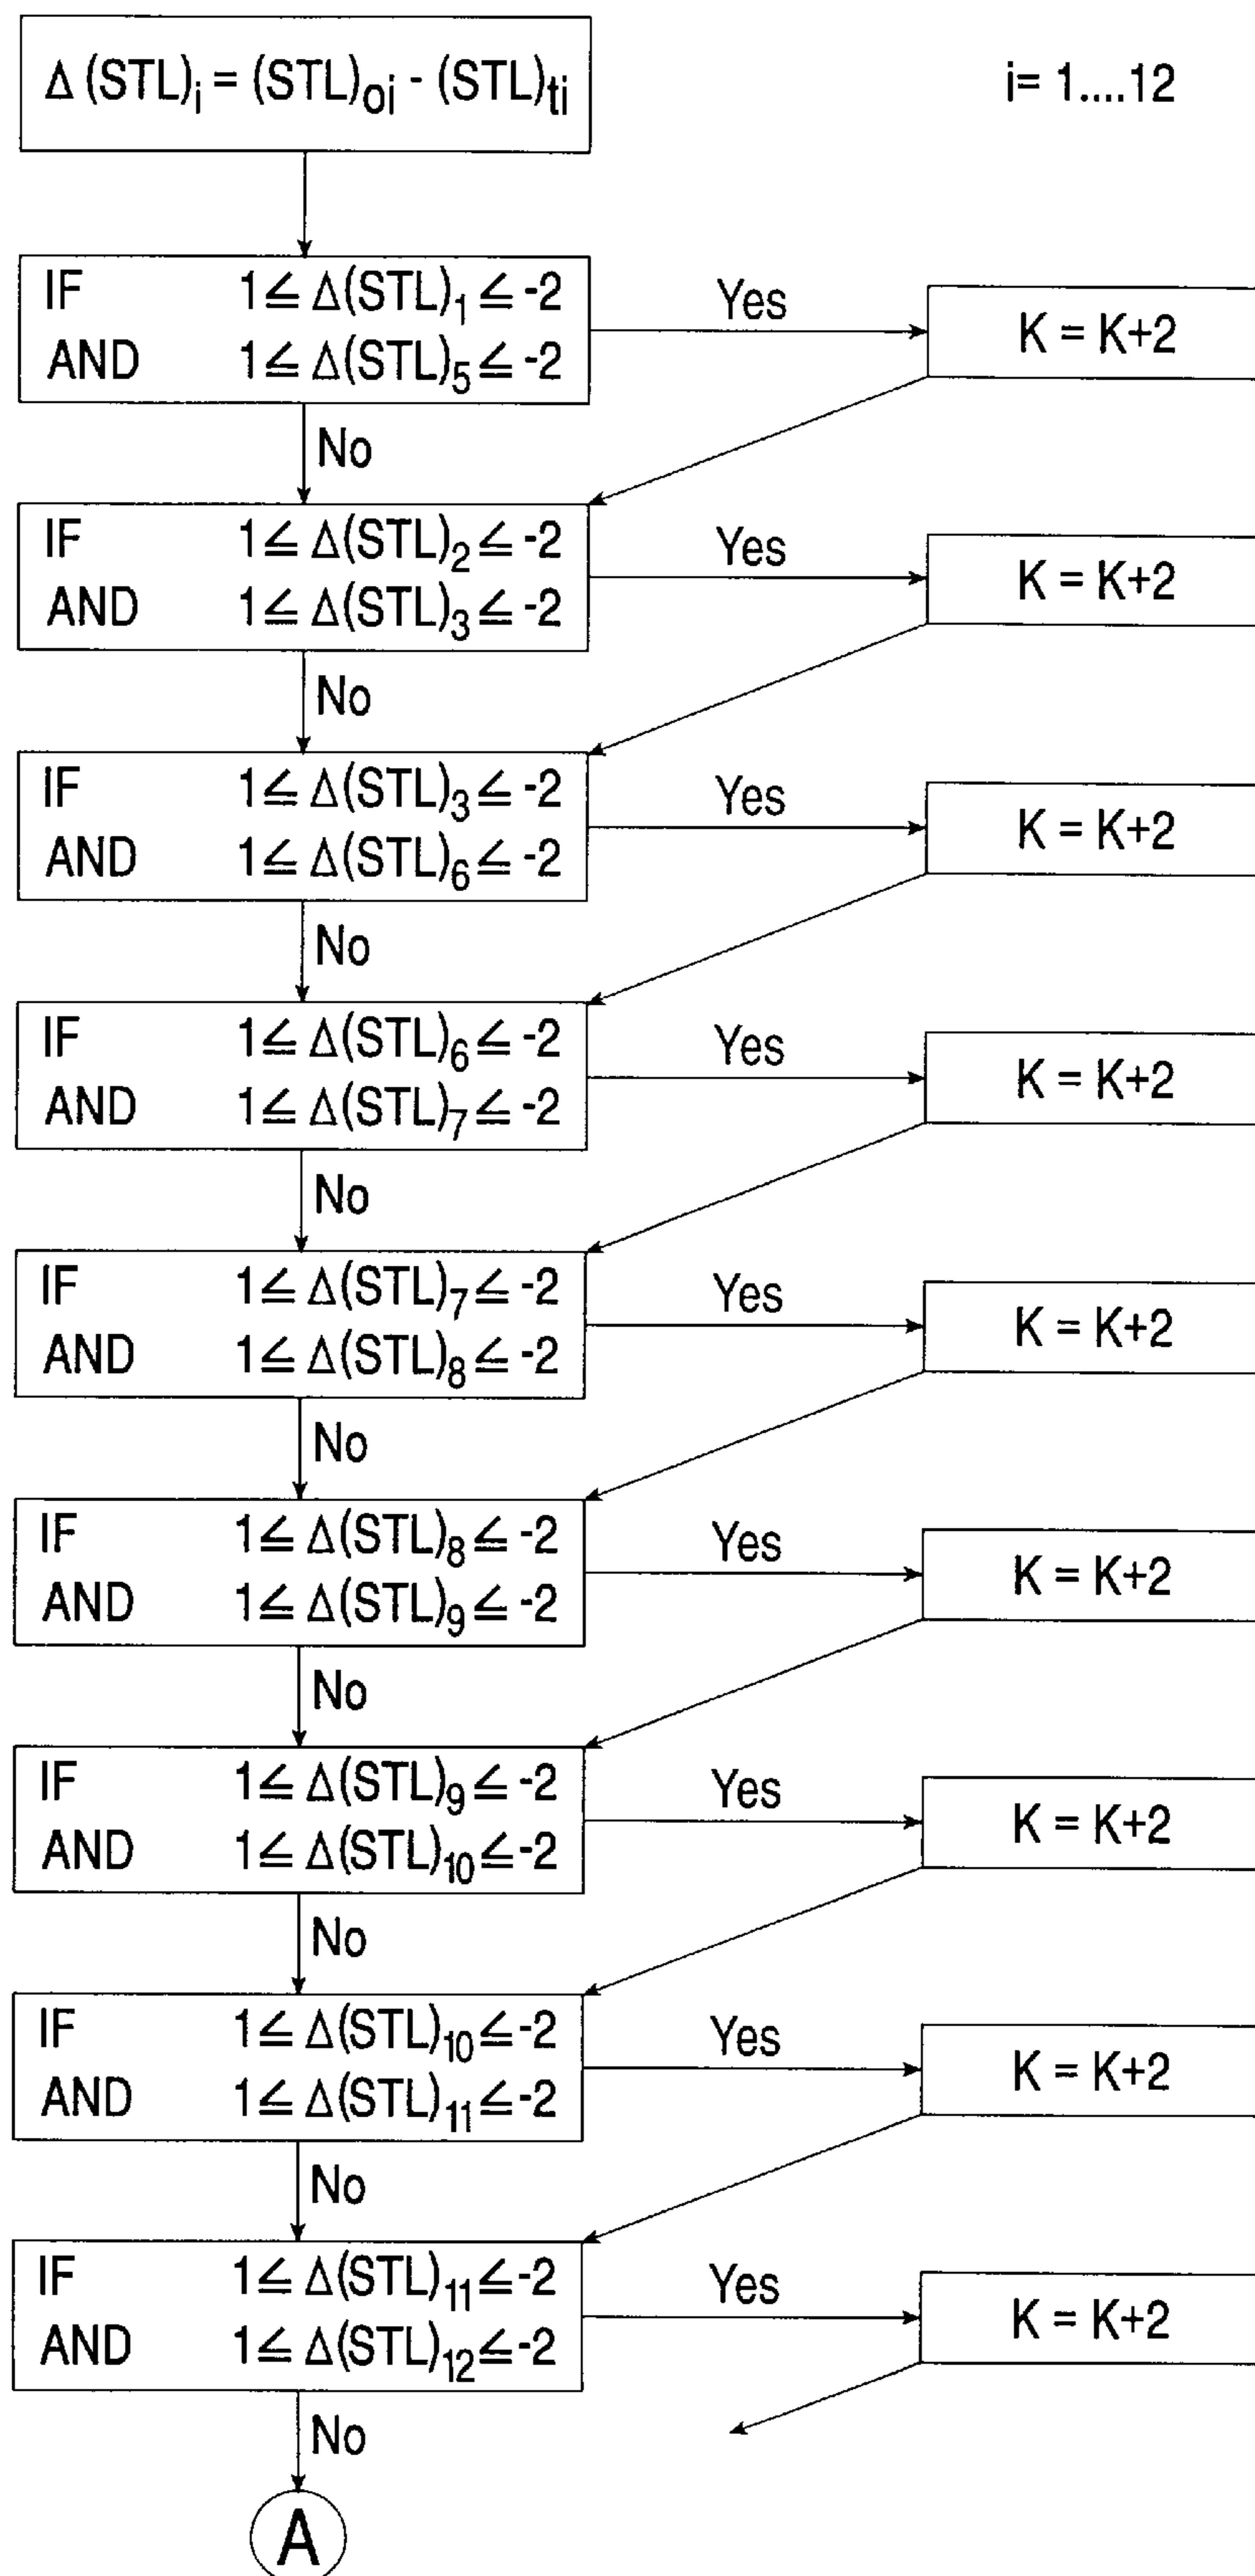 Δ (STL)i = (STL)oi - (STL)ti
i= 1....12
IF 1≦ Δ(STL)1 ≦ -2
AND 1≦ Δ(STL)5 ≦ -2
Yes
K = K+2
No
IF 1≦ Δ(STL)2 ≦ -2
AND 1≦ Δ(STL)3 ≦ -2
Yes
K = K+2
No
IF 1≦ Δ(STL)3 ≦ -2
AND 1≦ Δ(STL)6 ≦ -2
Yes
K = K+2
No
IF 1≦ Δ(STL)6 ≦ -2
AND 1≦ Δ(STL)7 ≦ -2
Yes
K = K+2
No
IF 1≦ Δ(STL)7 ≦ -2
AND 1≦ Δ(STL)8 ≦ -2
Yes
K = K+2
No
IF 1≦ Δ(STL)8 ≦ -2
AND 1≦ Δ(STL)9 ≦ -2
Yes
K = K+2
No
IF 1≦ Δ(STL)9 ≦ -2
AND 1≦ Δ(STL)10 ≦ -2
Yes
K = K+2
No
IF 1≦ Δ(STL)10 ≦ -2
AND 1≦ Δ(STL)11 ≦ -2
Yes
K = K+2
No
IF 1≦ Δ(STL)11 ≦ -2
AND 1≦ Δ(STL)12 ≦ -2
Yes
K = K+2
No
A